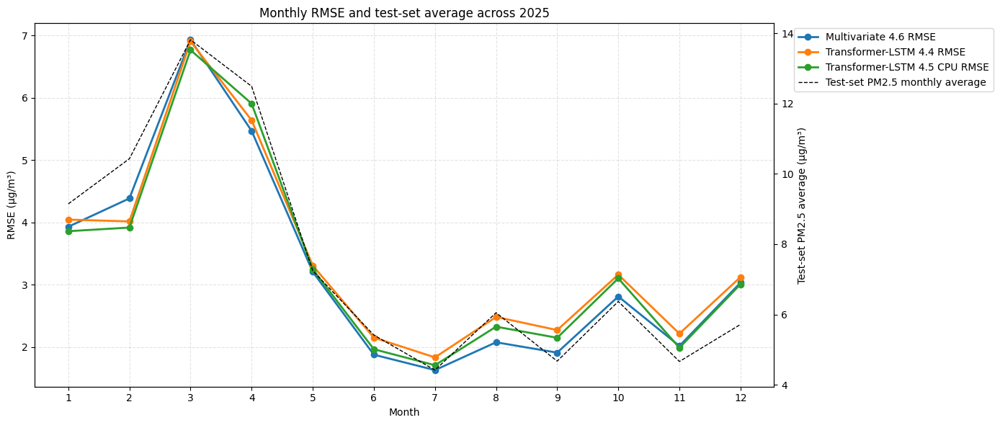 Monthly RMSE and test-set average across 2025
RMSE (µg/m³)
7
6
5
4
3
2
1 2 3 4 5 6 7 8 9 10 11 12
Month
14
12
10
8
6
4
Test-set PM2.5 average (µg/m³)
Multivariate 4.6 RMSE
Transformer-LSTM 4.4 RMSE
Transformer-LSTM 4.5 CPU RMSE
Test-set PM2.5 monthly average